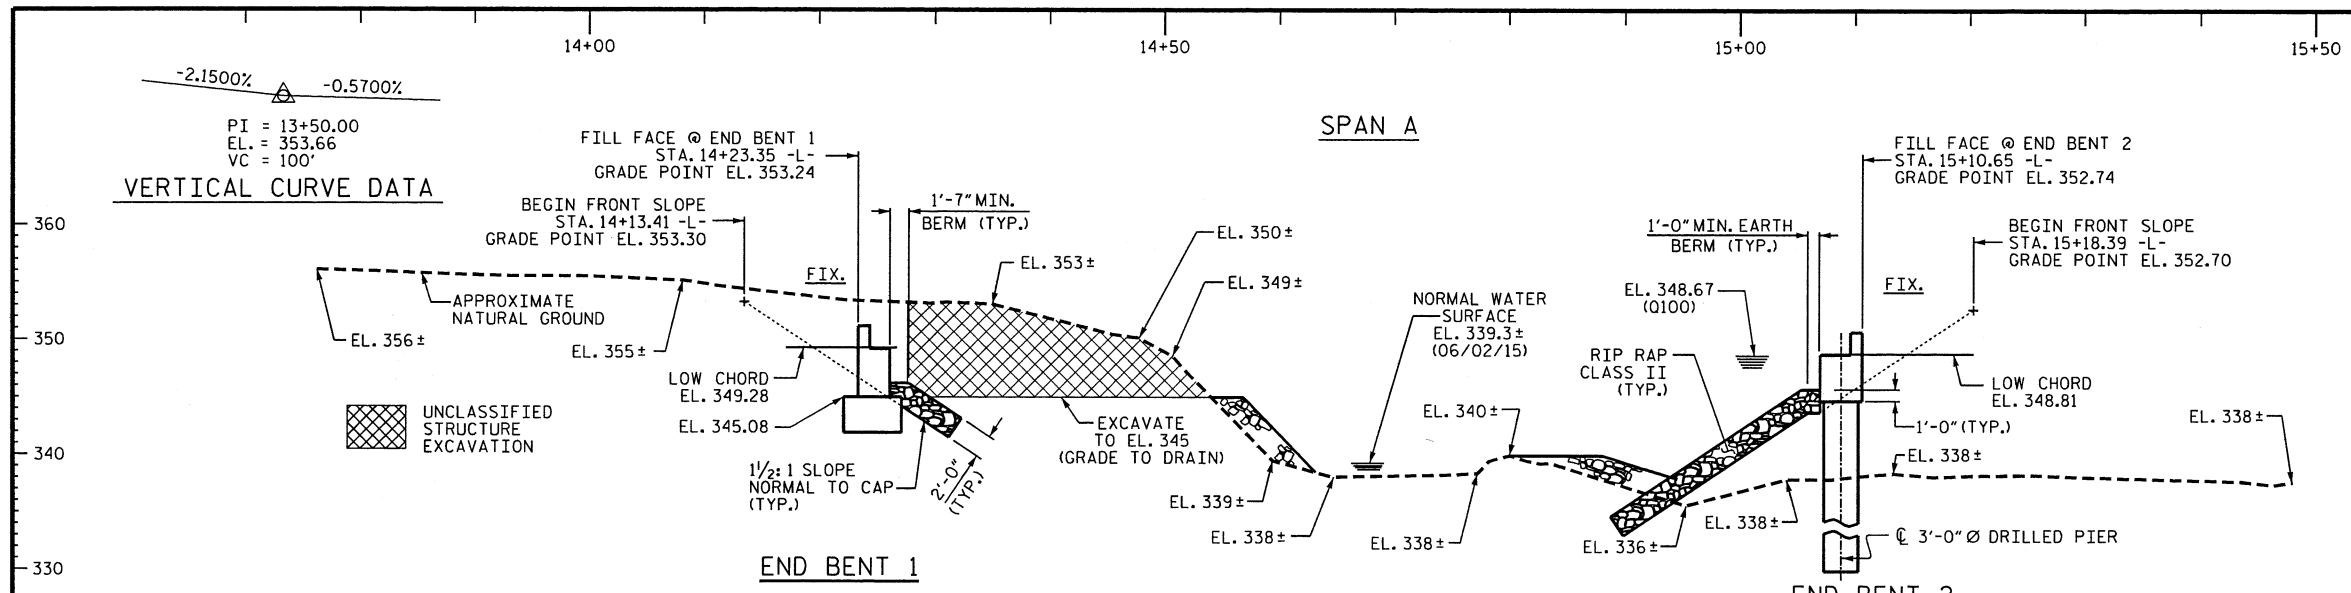 14+00
14+50
15+00
15+50
-2.1500%
-0.5700%
PI = 13+50.00
EL. = 353.66
VC = 100'
VERTICAL CURVE DATA
SPAN A
FILL FACE @ END BENT 1
STA. 14+23.35 -L-
GRADE POINT EL. 353.24
BEGIN FRONT SLOPE
STA. 14+13.41 -L-
GRADE POINT EL. 353.30
1'-7" MIN.
BERM (TYP.)
FILL FACE @ END BENT 2
STA. 15+10.65 -L-
GRADE POINT EL. 352.74
1'-0" MIN. EARTH
BERM (TYP.)
BEGIN FRONT SLOPE
STA. 15+18.39 -L-
GRADE POINT EL. 352.70
360
350
340
330
EL. 350±
EL. 353±
EL. 349±
FIX.
APPROXIMATE
NATURAL GROUND
EL. 356±
EL. 355±
NORMAL WATER
SURFACE
EL. 339.3±
(06/02/15)
EL. 348.67
(Q100)
FIX.
RIP RAP
CLASS II
(TYP.)
LOW CHORD
EL. 349.28
LOW CHORD
EL. 348.81
UNCLASSIFIED
STRUCTURE
EXCAVATION
EL. 345.08
EXCAVATE
TO EL. 345
(GRADE TO DRAIN)
EL. 340±
1'-0" (TYP.)
EL. 338±
EL. 338±
1½: 1 SLOPE
NORMAL TO CAP
(TYP.)
2'-0"
(TYP.)
EL. 339±
EL. 338±
EL. 338±
EL. 336±
EL. 338±
℄ 3'-0" Ø DRILLED PIER
END BENT 1
END BENT 2